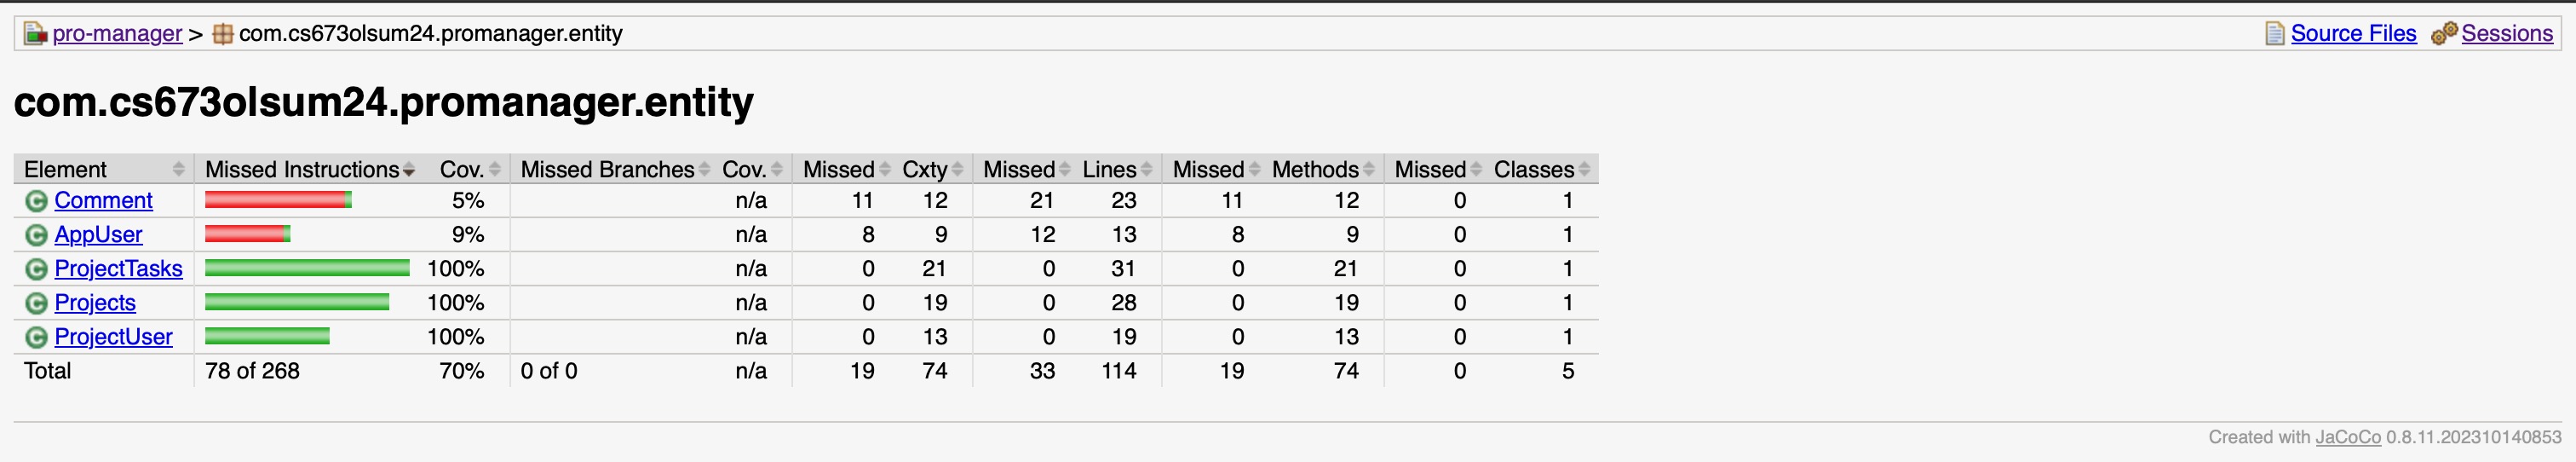 pro-manager > com.cs673olsum24.promanager.entity Source Files Sessions
com.cs673olsum24.promanager.entity
Element Missed Instructions Cov. Missed Branches Cov. Missed Cxty Missed Lines Missed Methods Missed Classes
Comment 5% n/a 11 12 21 23 11 12 0 1
AppUser 9% n/a 8 9 12 13 8 9 0 1
ProjectTasks 100% n/a 0 21 0 31 0 21 0 1
Projects 100% n/a 0 19 0 28 0 19 0 1
ProjectUser 100% n/a 0 13 0 19 0 13 0 1
Total 78 of 268 70% 0 of 0 n/a 19 74 33 114 19 74 0 5
Created with JaCoCo 0.8.11.202310140853